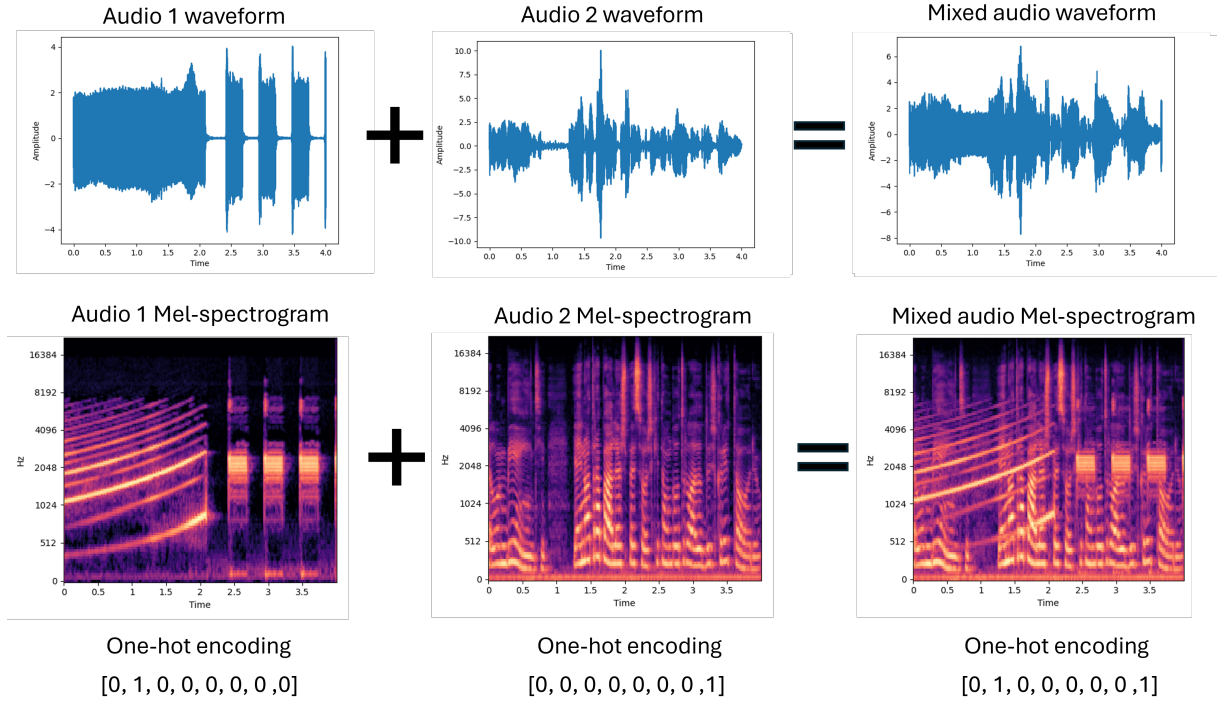 Audio 1 waveform
Audio 2 waveform
Mixed audio waveform
4
2
0
−2
−4
Amplitude
0.0 0.5 1.0 1.5 2.0 2.5 3.0 3.5 4.0
Time
+
10.0
7.5
5.0
2.5
0.0
−2.5
−5.0
−7.5
−10.0
Amplitude
0.0 0.5 1.0 1.5 2.0 2.5 3.0 3.5 4.0
Time
=
6
4
2
0
−2
−4
−6
−8
Amplitude
0.0 0.5 1.0 1.5 2.0 2.5 3.0 3.5 4.0
Time
Audio 1 Mel-spectrogram
Audio 2 Mel-spectrogram
Mixed audio Mel-spectrogram
16384
8192
4096
2048
1024
512
0
Hz
0 0.5 1 1.5 2 2.5 3 3.5
Time
+
16384
8192
4096
2048
1024
512
0
Hz
0 0.5 1 1.5 2 2.5 3 3.5
Time
=
16384
8192
4096
2048
1024
512
0
Hz
0 0.5 1 1.5 2 2.5 3 3.5
Time
One-hot encoding
One-hot encoding
One-hot encoding
[0, 1, 0, 0, 0, 0, 0 ,0]
[0, 0, 0, 0, 0, 0, 0 ,1]
[0, 1, 0, 0, 0, 0, 0 ,1]